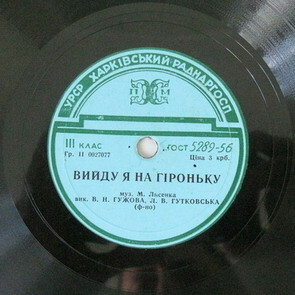 УРСР ХАРКІВСЬКИЙ РАДНАРГОСП
П М
III КЛАС
ГОСТ 5289-56
Гр. II 0027077
Ціна 3 крб.
ВИЙДУ Я НА ГІРОНЬКУ
муз. М. Лисенка
вик. В. Н. ГУЖОВА, Л. В. ГУТКОВСЬКА
(ф-но)